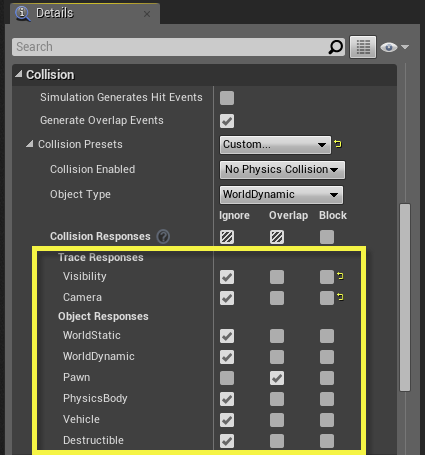 Details
Search
Collision
Simulation Generates Hit Events
Generate Overlap Events
Collision Presets Custom...
Collision Enabled No Physics Collision
Object Type WorldDynamic
Ignore Overlap Block
Collision Responses ?
Trace Responses
Visibility
Camera
Object Responses
WorldStatic
WorldDynamic
Pawn
PhysicsBody
Vehicle
Destructible